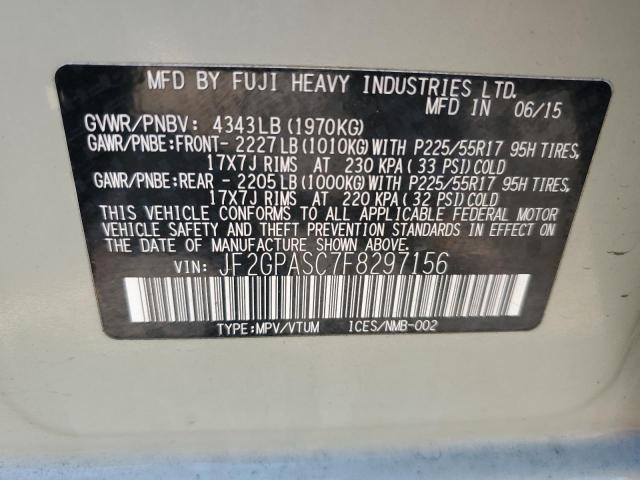 MFD BY FUJI HEAVY INDUSTRIES LTD.
MFD IN 06/15
GVWR/PNBV: 4343LB(1970KG)
GAWR/PNBE:FRONT- 2227LB(1010KG)WITH P225/55R17 95H TIRES,
17X7J RIMS AT 230 KPA(33 PSI)COLD
GAWR/PNBE:REAR - 2205LB(1000KG)WITH P225/55R17 95H TIRES,
17X7J RIMS AT 220 KPA(32 PSI)COLD
THIS VEHICLE CONFORMS TO ALL APPLICABLE FEDERAL MOTOR
VEHICLE SAFETY AND THEFT PREVENTION STANDARDS IN EFFECT
ON THE DATE OF MANUFACTURE SHOWN ABOVE.
VIN: JF2GPASC7F8297156
TYPE:MPV/VTUM ICES/NMB-002